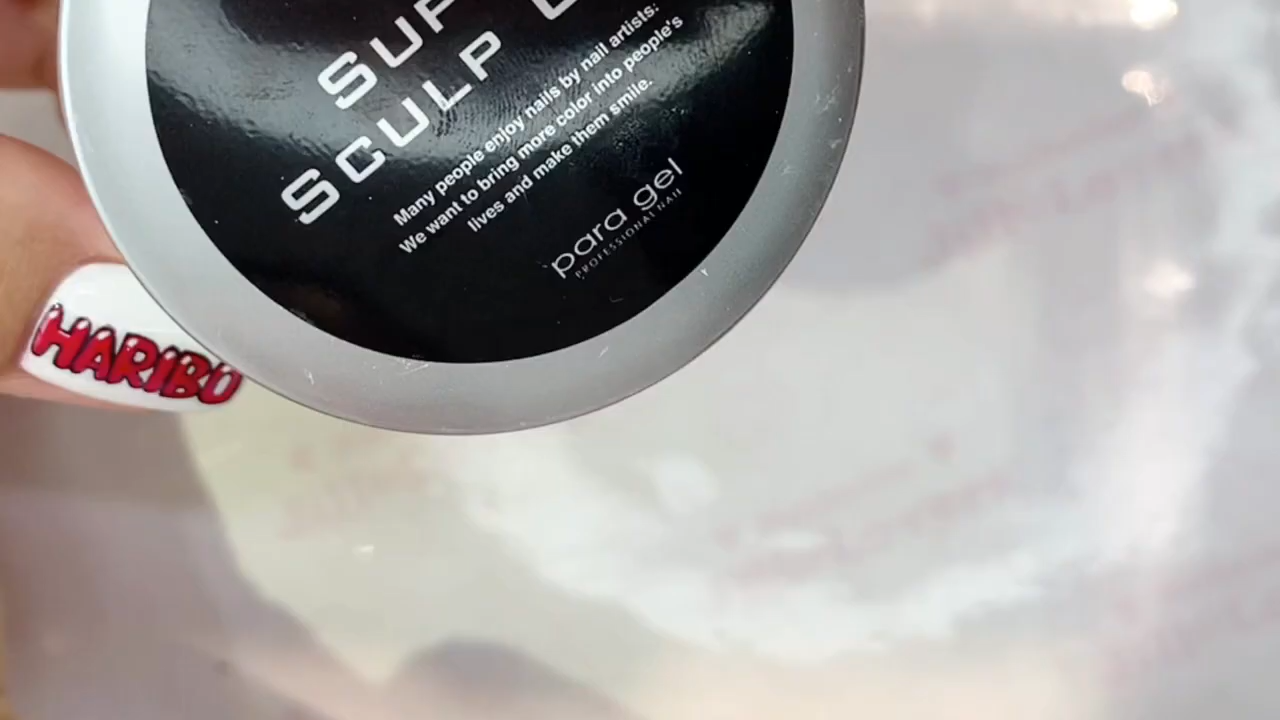 SCULP
Many people enjoy nails by nail artists.
We want to bring more color into people's
lives and make them smile.
para gel
PROFESSIONAL NAIL
HARIBO